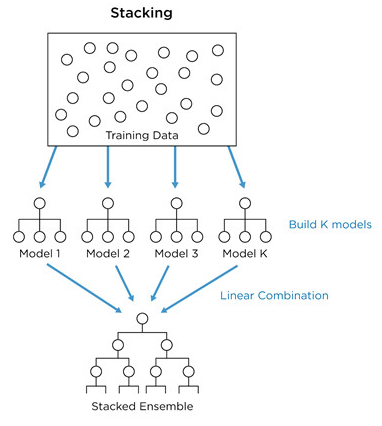 Stacking
Training Data
Build K models
Model 1
Model 2
Model 3
Model K
Linear Combination
Stacked Ensemble